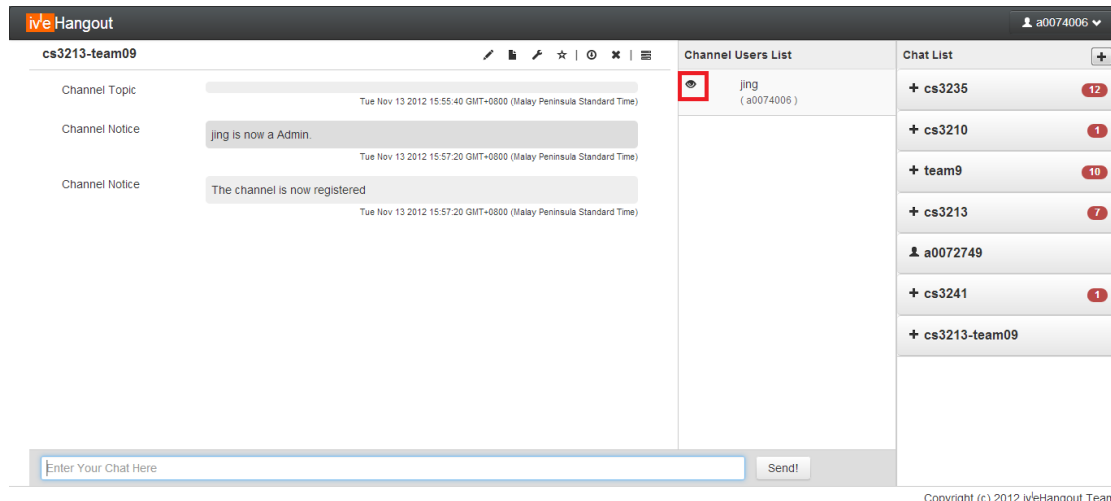 iv'e Hangout
a0074006
cs3213-team09
Channel Users List
Chat List
Channel Topic
Tue Nov 13 2012 15:55:40 GMT+0800 (Malay Peninsula Standard Time)
Channel Notice
jing is now a Admin.
Tue Nov 13 2012 15:57:20 GMT+0800 (Malay Peninsula Standard Time)
Channel Notice
The channel is now registered
Tue Nov 13 2012 15:57:20 GMT+0800 (Malay Peninsula Standard Time)
jing
( a0074006 )
cs3235 12
cs3210 1
team9 10
cs3213 7
a0072749
cs3241 1
cs3213-team09
Enter Your Chat Here
Send!
Copyright (c) 2012 iv'eHangout Team